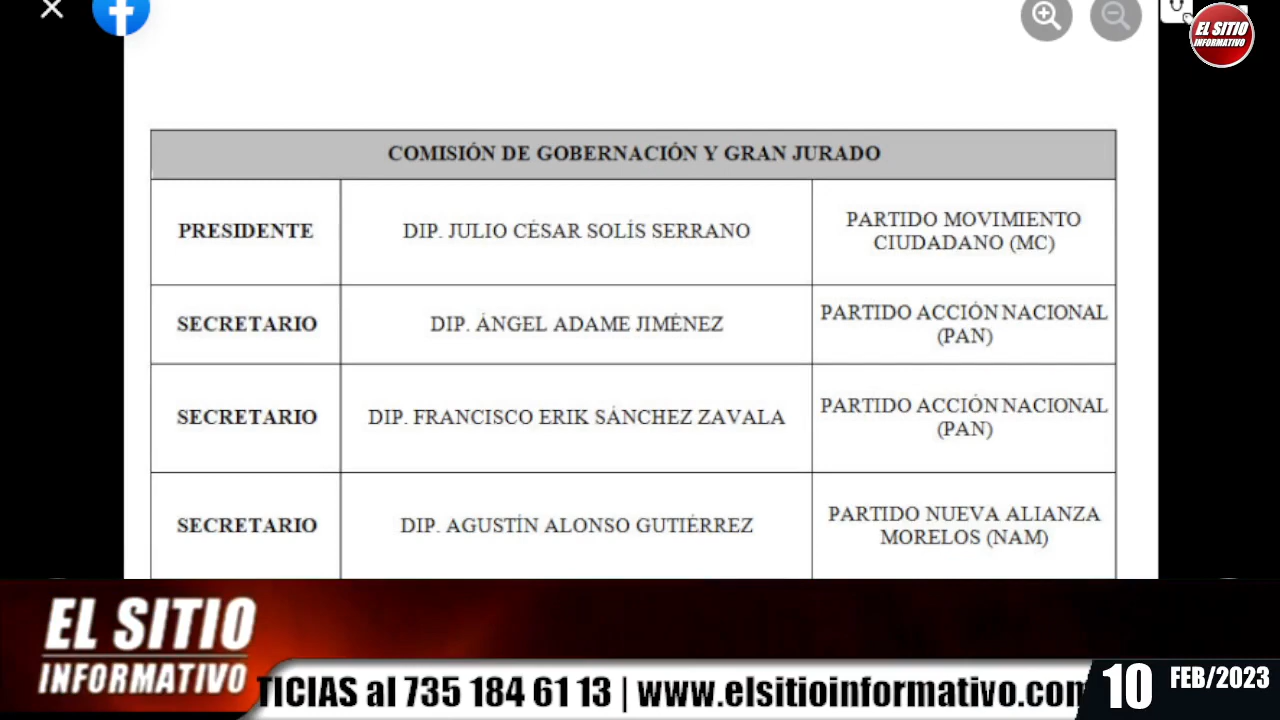 EL SITIO
INFORMATIVO
COMISIÓN DE GOBERNACIÓN Y GRAN JURADO
PRESIDENTE
DIP. JULIO CÉSAR SOLÍS SERRANO
PARTIDO MOVIMIENTO
CIUDADANO (MC)
SECRETARIO
DIP. ÁNGEL ADAME JIMÉNEZ
PARTIDO ACCIÓN NACIONAL
(PAN)
SECRETARIO
DIP. FRANCISCO ERIK SÁNCHEZ ZAVALA
PARTIDO ACCIÓN NACIONAL
(PAN)
SECRETARIO
DIP. AGUSTÍN ALONSO GUTIÉRREZ
PARTIDO NUEVA ALIANZA
MORELOS (NAM)
EL SITIO
INFORMATIVO
TICIAS al 735 184 61 13 | www.elsitioinformativo.com
10 FEB/2023